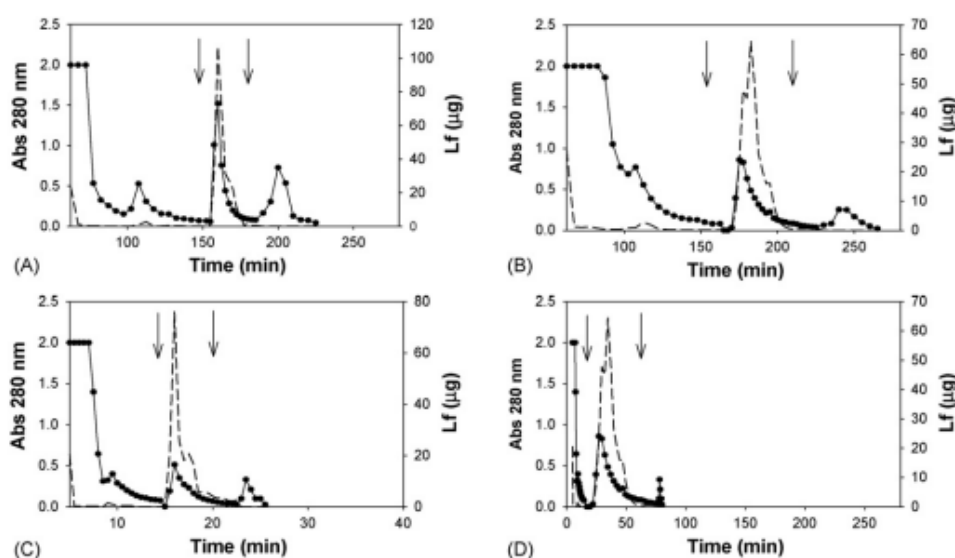 2.5 120
2.0 100
1.5 80
1.0 60
0.5 40
0.0 20
0
Abs 280 nm
Lf (µg)
100 150 200 250
(A) Time (min)
2.5 70
2.0 60
1.5 50
1.0 40
0.5 30
0.0 20
10
0
Abs 280 nm
Lf (µg)
100 150 200 250
(B) Time (min)
2.5 80
2.0 60
1.5 40
1.0 20
0.5 0
0.0
Abs 280 nm
Lf (µg)
10 20 30 40
(C) Time (min)
2.5 70
2.0 60
1.5 50
1.0 40
0.5 30
0.0 20
10
0
Abs 280 nm
Lf (µg)
0 50 100 150 200 250
(D) Time (min)